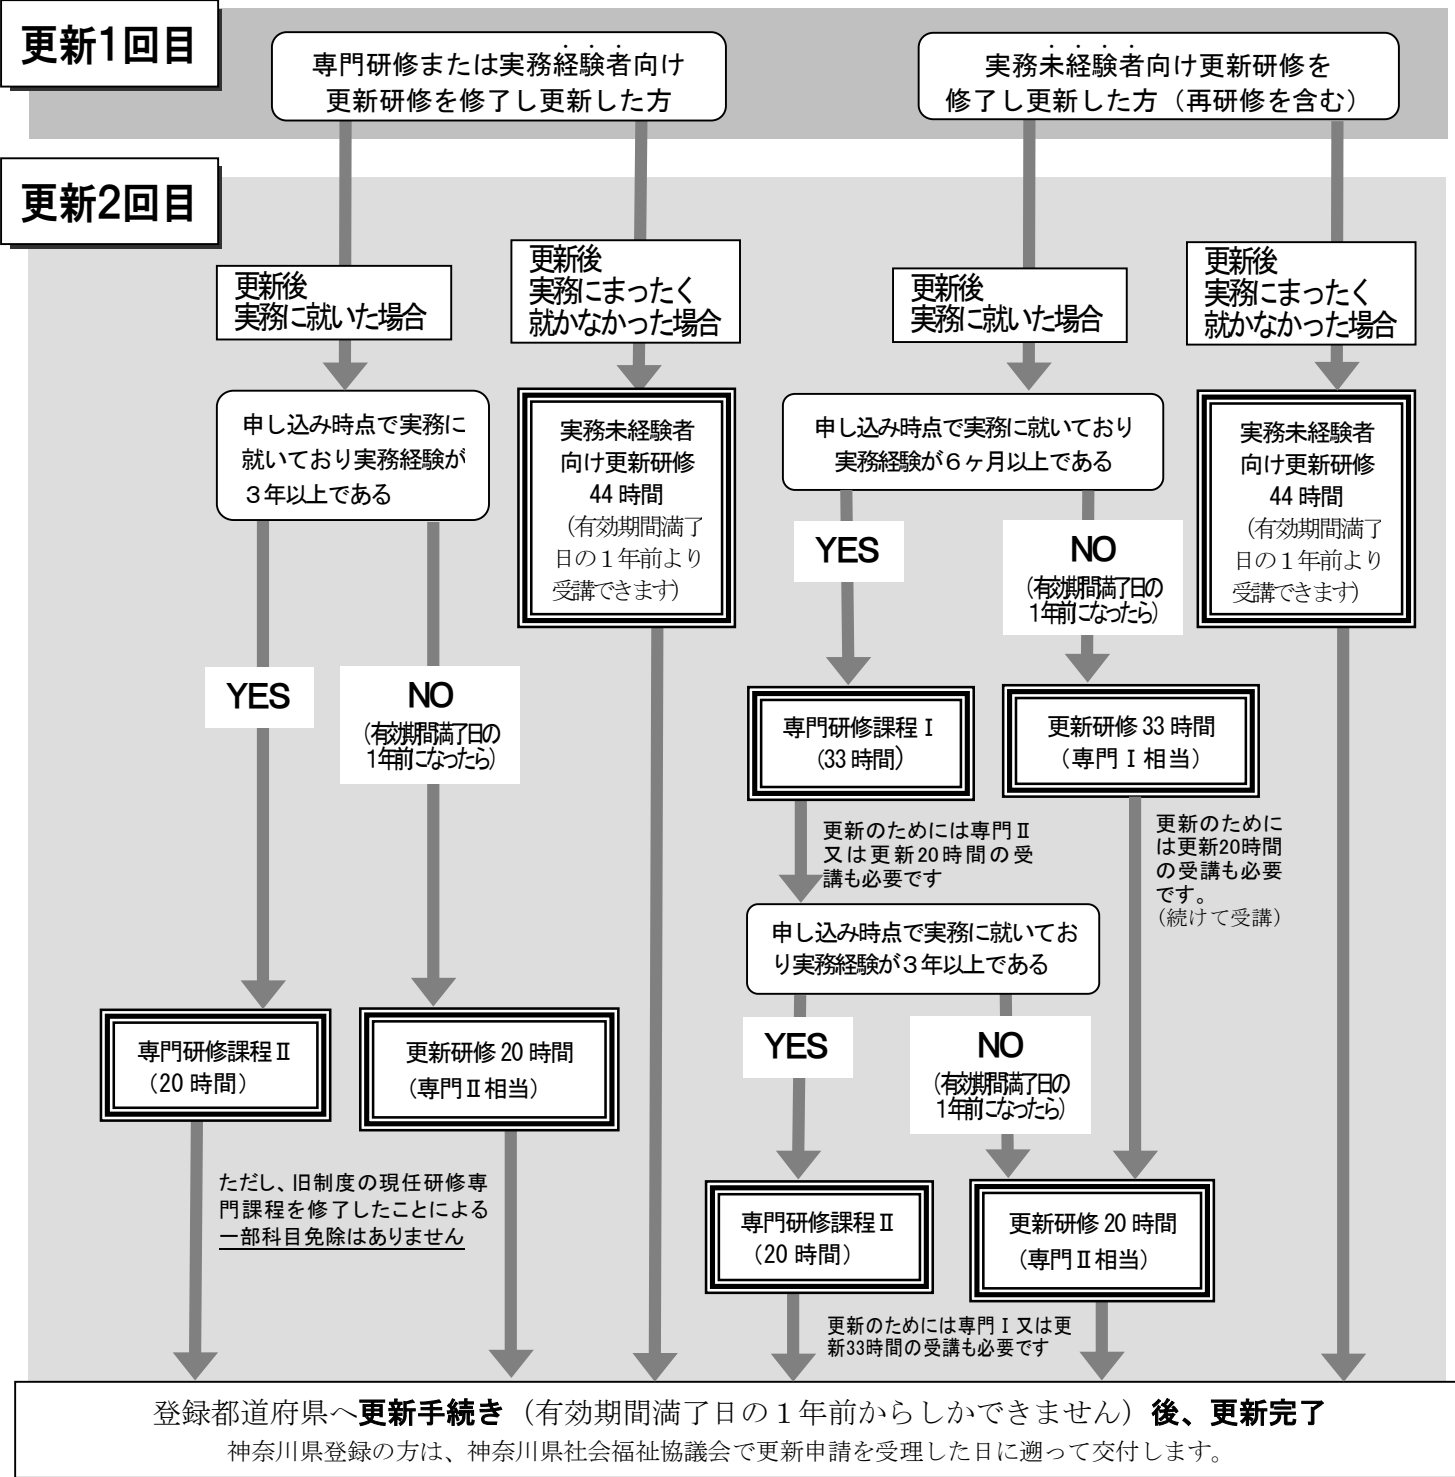 更新1回目
専門研修または実務経験者向け
更新研修を修了し更新した方
実務未経験者向け更新研修を
修了し更新した方（再研修を含む）
更新2回目
更新後
実務に就いた場合
更新後
実務にまったく
就かなかった場合
更新後
実務に就いた場合
更新後
実務にまったく
就かなかった場合
申し込み時点で実務に
就いており実務経験が
３年以上である
実務未経験者
向け更新研修
44 時間
（有効期間満了
日の１年前より
受講できます）
申し込み時点で実務に就いており
実務経験が６ヶ月以上である
実務未経験者
向け更新研修
44 時間
（有効期間満了
日の１年前より
受講できます）
YES
NO
（有効期間満了日の
1年前になったら）
YES
NO
（有効期間満了日の
1年前になったら）
専門研修課程Ⅰ
（33 時間）
更新研修 33 時間
（専門Ⅰ相当）
更新のためには専門Ⅱ
又は更新20時間の受
講も必要です
更新のために
は更新20時間
の受講も必要
です。
（続けて受講）
申し込み時点で実務に就いてお
り実務経験が３年以上である
専門研修課程Ⅱ
（20 時間）
更新研修 20 時間
（専門Ⅱ相当）
YES
NO
（有効期間満了日の
1年前になったら）
ただし、旧制度の現任研修専
門課程を修了したことによる
一部科目免除はありません
専門研修課程Ⅱ
（20 時間）
更新研修 20 時間
（専門Ⅱ相当）
更新のためには専門Ⅰ又は更
新33時間の受講も必要です
登録都道府県へ更新手続き（有効期間満了日の１年前からしかできません）後、更新完了
神奈川県登録の方は、神奈川県社会福祉協議会で更新申請を受理した日に遡って交付します。